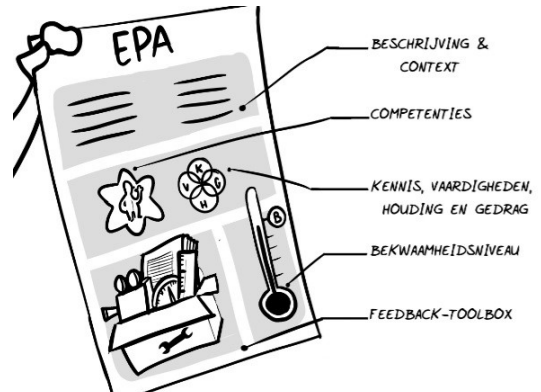 EPA
BESCHRIJVING &
CONTEXT
COMPETENTIES
K
V
G
H
KENNIS, VAARDIGHEDEN,
HOUDING EN GEDRAG
B
BEKWAAMHEIDSNIVEAU
FEEDBACK-TOOLBOX